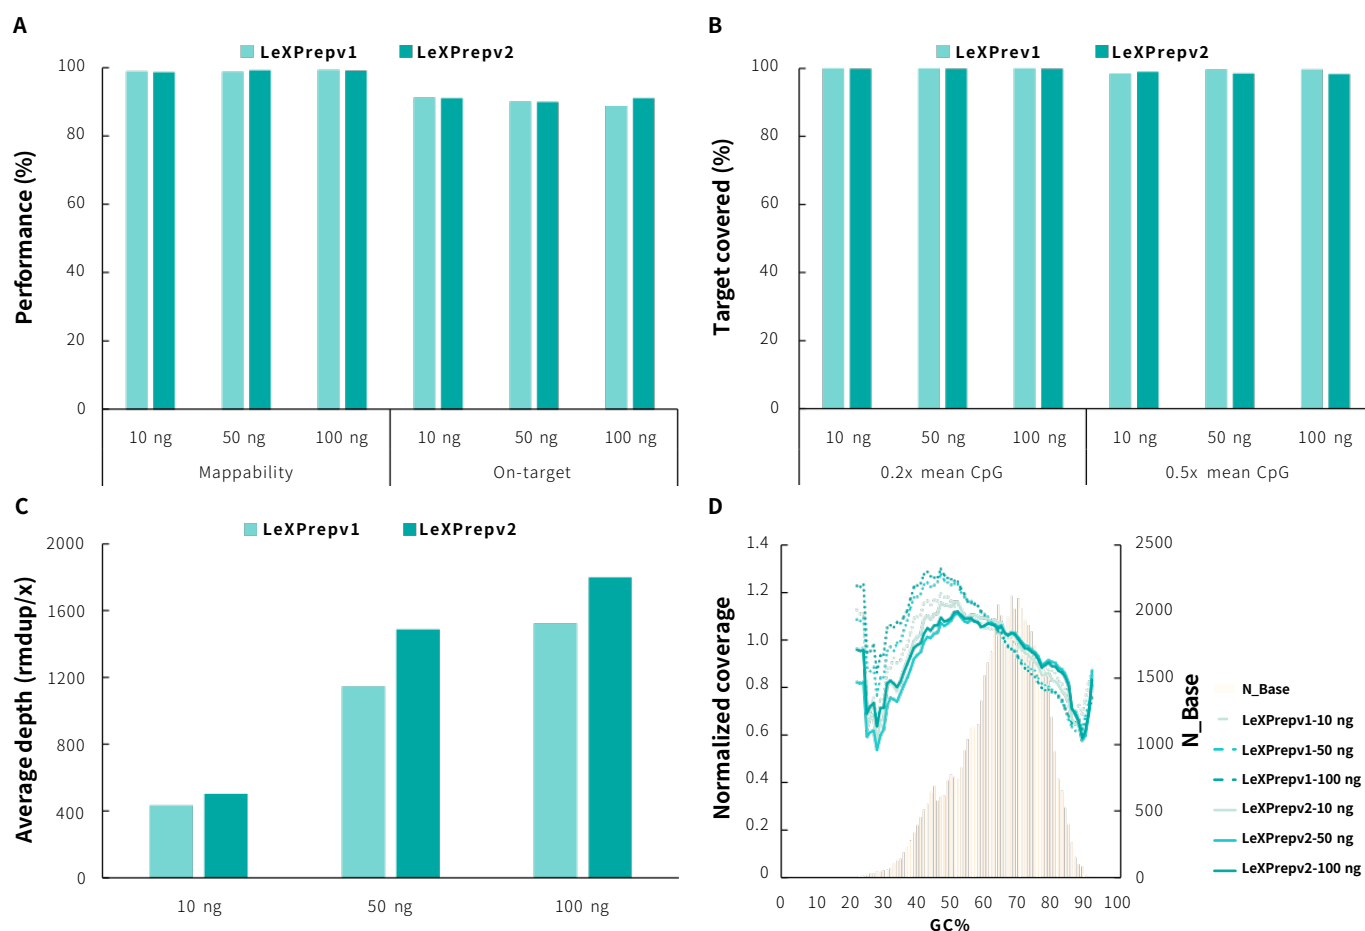 A
LeXPrepv1 LeXPrepv2
Performance (%)
100
80
60
40
20
0
10 ng 50 ng 100 ng 10 ng 50 ng 100 ng
Mappability On-target
B
LeXPrev1 LeXPrepv2
Target covered (%)
100
80
60
40
20
0
10 ng 50 ng 100 ng 10 ng 50 ng 100 ng
0.2x mean CpG 0.5x mean CpG
C
LeXPrepv1 LeXPrepv2
Average depth (rmdup/x)
2000
1600
1200
800
400
0
10 ng 50 ng 100 ng
D
Normalized coverage
1.4
1.2
1.0
0.8
0.6
0.4
0.2
0
2500
2000
1500
1000
500
0
N_Base
0 10 20 30 40 50 60 70 80 90 100
GC%
N_Base
LeXPrepv1-10 ng
LeXPrepv1-50 ng
LeXPrepv1-100 ng
LeXPrepv2-10 ng
LeXPrepv2-50 ng
LeXPrepv2-100 ng